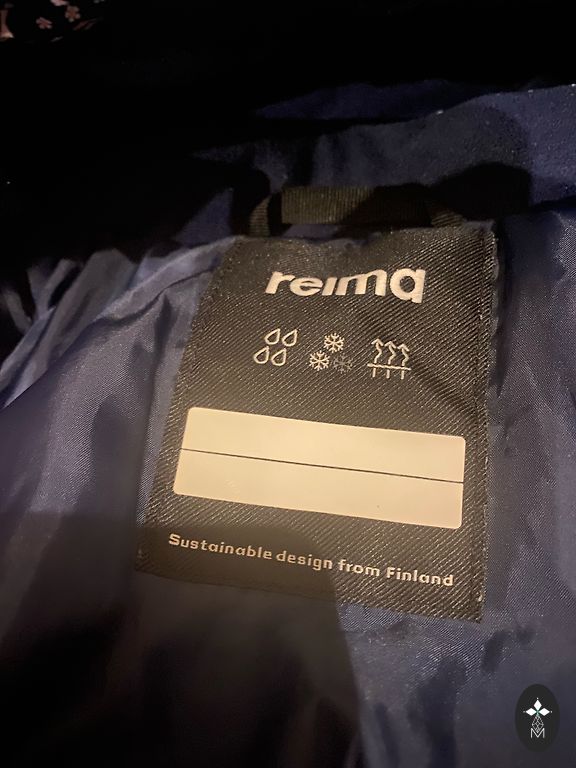 reima
Sustainable design from Finland
M